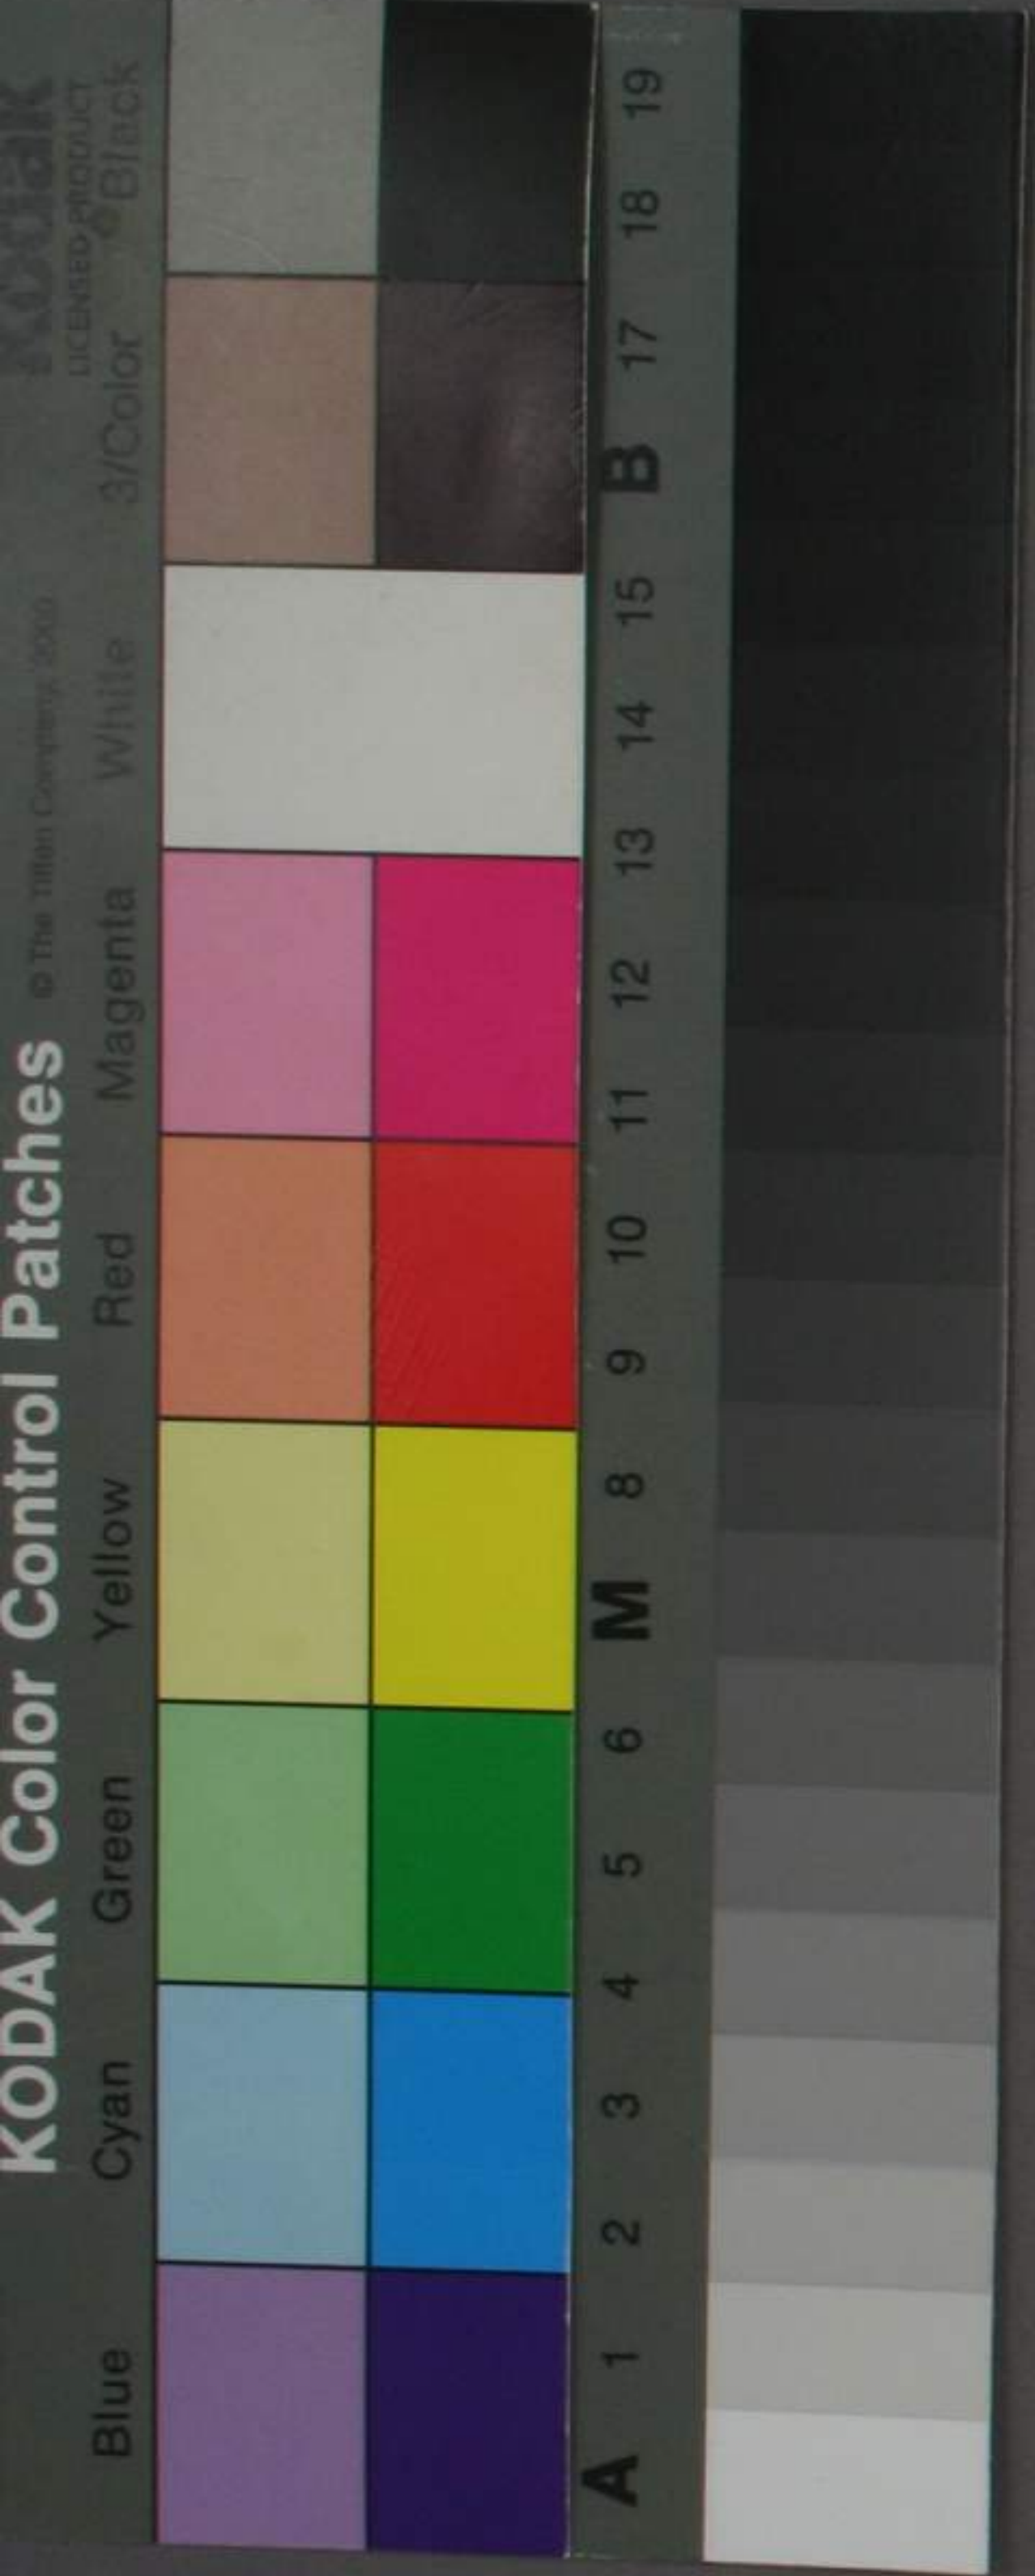 KODAK Color Control Patches
© The Tiffen Company, 2000
Kodak
LICENSED PRODUCT
Blue Cyan Green Yellow Red Magenta White 3/Color Black
A 1 2 3 4 5 6 M 8 9 10 11 12 13 14 15 B 17 18 19